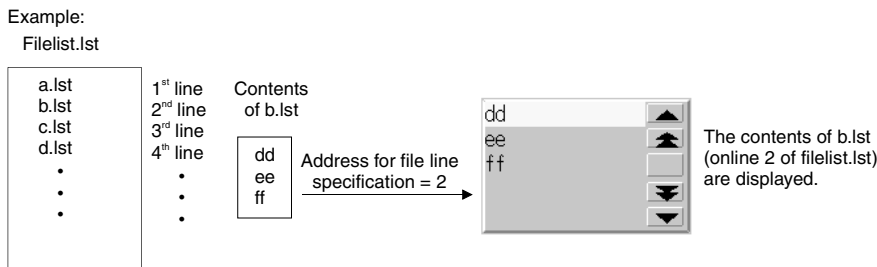 Example:
Filelist.lst
a.lst
b.lst
c.lst
d.lst
•
•
•
1st line
2nd line
3rd line
4th line
•
•
•
Contents
of b.lst
dd
ee
ff
Address for file line
specification = 2
dd
ee
ff
The contents of b.lst
(online 2 of filelist.lst)
are displayed.